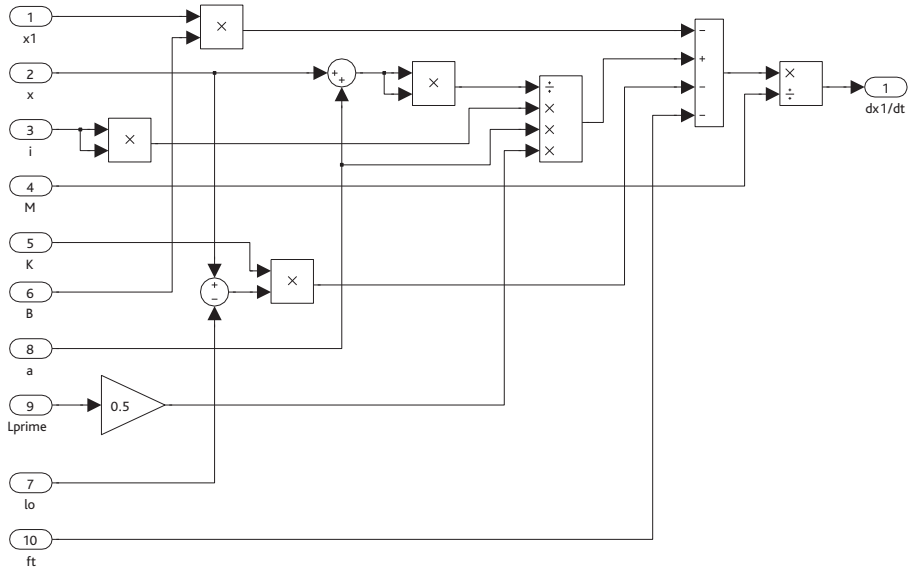 1
x1
×
2
x
+
+
×
÷
×
×
×
−
+
−
−
×
÷
1
dx1/dt
3
i
×
4
M
5
K
×
6
B
+
−
8
a
9
Lprime
0.5
7
lo
10
ft